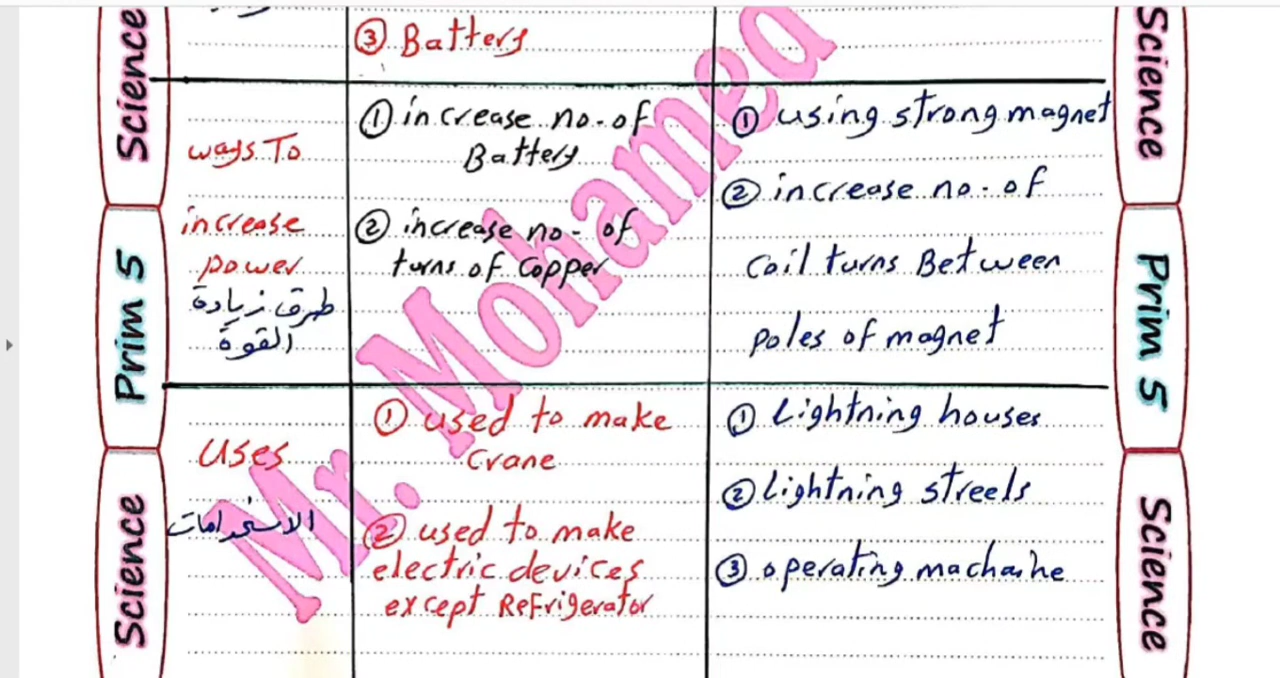 ③ Battery
ways To
increase
power
طرق زيادة
القوة
① increase no. of
Battery
② increase no. of
turns of Copper
① using strong magnet
② increase no. of
Coil turns Between
poles of magnet
Uses
الاستخدامات
① used to make
Crane
② used to make
electric devices
except Refrigerator
① Lightning houses
② Lightning streels
③ operating machaihe
Science
Prim 5
Science
Science
Prim 5
Science
Mr. Mohamed